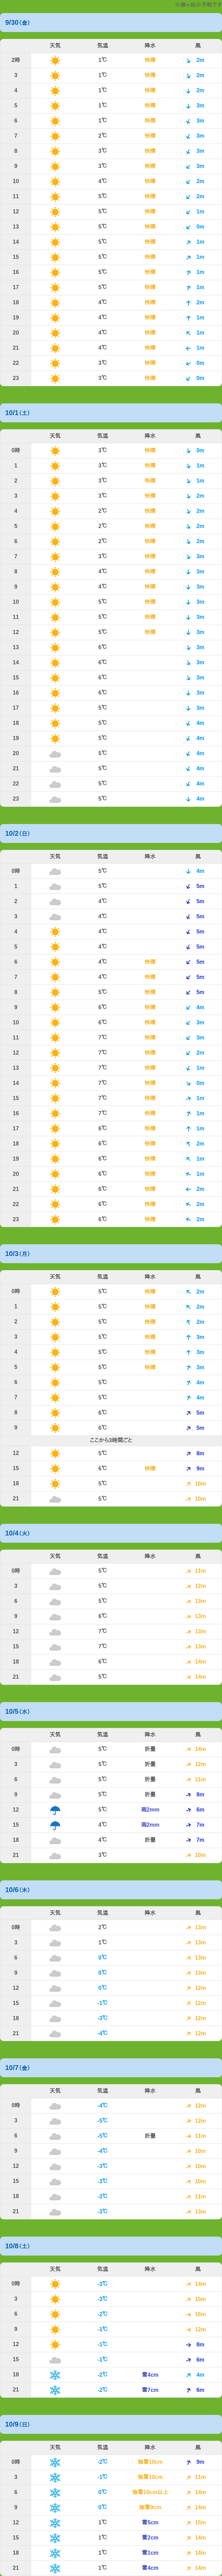 9/30（金）
天気 気温 降水 風
2時 1℃ 快晴 2m
3 1℃ 快晴 2m
4 1℃ 快晴 2m
5 1℃ 快晴 3m
6 1℃ 快晴 3m
7 2℃ 快晴 3m
8 3℃ 快晴 3m
9 3℃ 快晴 3m
10 4℃ 快晴 2m
11 5℃ 快晴 2m
12 5℃ 快晴 1m
13 5℃ 快晴 0m
14 5℃ 快晴 1m
15 5℃ 快晴 1m
16 5℃ 快晴 1m
17 5℃ 快晴 1m
18 4℃ 快晴 2m
19 4℃ 快晴 1m
20 4℃ 快晴 1m
21 4℃ 快晴 1m
22 3℃ 快晴 0m
23 3℃ 快晴 0m
10/1（土）
天気 気温 降水 風
0時 3℃ 快晴 0m
1 3℃ 快晴 1m
2 3℃ 快晴 1m
3 3℃ 快晴 2m
4 2℃ 快晴 2m
5 2℃ 快晴 2m
6 2℃ 快晴 2m
7 3℃ 快晴 3m
8 4℃ 快晴 3m
9 4℃ 快晴 3m
10 5℃ 快晴 3m
11 5℃ 快晴 3m
12 5℃ 快晴 3m
13 6℃ 3m
14 6℃ 3m
15 6℃ 3m
16 6℃ 3m
17 5℃ 3m
18 5℃ 4m
19 5℃ 4m
20 5℃ 4m
21 5℃ 4m
22 5℃ 4m
23 5℃ 4m
10/2（日）
天気 気温 降水 風
0時 5℃ 4m
1 5℃ 5m
2 4℃ 5m
3 4℃ 5m
4 4℃ 5m
5 4℃ 5m
6 4℃ 快晴 5m
7 4℃ 快晴 5m
8 5℃ 快晴 5m
9 6℃ 快晴 4m
10 6℃ 快晴 3m
11 7℃ 快晴 3m
12 7℃ 快晴 2m
13 7℃ 快晴 1m
14 7℃ 快晴 0m
15 7℃ 快晴 1m
16 7℃ 快晴 1m
17 6℃ 快晴 1m
18 6℃ 快晴 2m
19 6℃ 快晴 1m
20 6℃ 快晴 1m
21 6℃ 快晴 2m
22 6℃ 快晴 2m
23 6℃ 快晴 2m
10/3（月）
天気 気温 降水 風
0時 5℃ 快晴 2m
1 5℃ 快晴 2m
2 5℃ 快晴 2m
3 5℃ 快晴 3m
4 5℃ 快晴 3m
5 5℃ 快晴 3m
6 5℃ 4m
7 5℃ 4m
8 6℃ 5m
9 6℃ 5m
ここから3時間ごと
12 5℃ 8m
15 6℃ 快晴 9m
18 5℃ 10m
21 5℃ 10m
10/4（火）
天気 気温 降水 風
0時 5℃ 11m
3 5℃ 12m
6 5℃ 13m
9 6℃ 13m
12 7℃ 13m
15 7℃ 13m
18 6℃ 14m
21 5℃ 14m
10/5（水）
天気 気温 降水 風
0時 5℃ 折曇 14m
3 5℃ 折曇 12m
6 5℃ 折曇 11m
9 5℃ 折曇 8m
12 5℃ 雨2mm 6m
15 4℃ 雨2mm 7m
18 4℃ 折曇 7m
21 3℃ 10m
10/6（木）
天気 気温 降水 風
0時 2℃ 13m
3 1℃ 13m
6 0℃ 13m
9 0℃ 13m
12 0℃ 12m
15 -1℃ 12m
18 -3℃ 12m
21 -4℃ 12m
10/7（金）
天気 気温 降水 風
0時 -4℃ 12m
3 -5℃ 12m
6 -5℃ 折曇 11m
9 -4℃ 10m
12 -3℃ 10m
15 -3℃ 10m
18 -3℃ 11m
21 -3℃ 13m
10/8（土）
天気 気温 降水 風
0時 -3℃ 14m
3 -3℃ 15m
6 -2℃ 16m
9 -1℃ 12m
12 -1℃ 8m
15 -1℃ 6m
18 -2℃ 雪4cm 4m
21 -2℃ 雪7cm 6m
10/9（日）
天気 気温 降水 風
0時 -2℃ 強雪10cm 9m
3 -1℃ 強雪10cm 11m
6 0℃ 強雪10cm以上 14m
9 0℃ 強雪9cm 14m
12 1℃ 雪5cm 15m
15 1℃ 雪2cm 14m
18 1℃ 雪1cm 14m
21 1℃ 雪4cm 14m